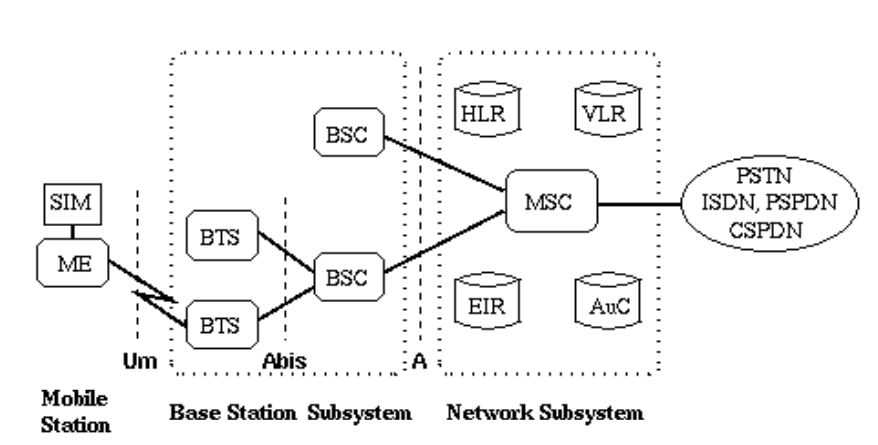 HLR
VLR
BSC
SIM
MSC
PSTN
ISDN, PSPDN
CSPDN
BTS
ME
BSC
EIR
AuC
BTS
Um
Abis
A
Mobile
Station
Base Station Subsystem
Network Subsystem